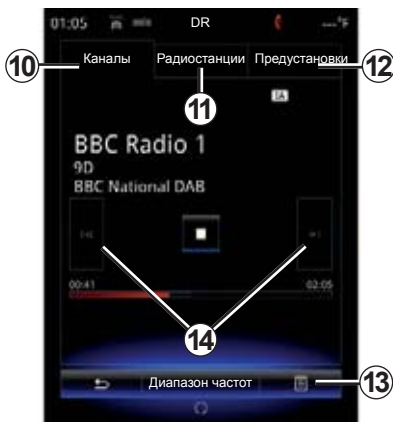 01:05 DR ---°F
10 Каналы Радиостанции Предустановки 12
11
IA
BBC Radio 1
9D
BBC National DAB
00:41 02:05
14
Диапазон частот 13